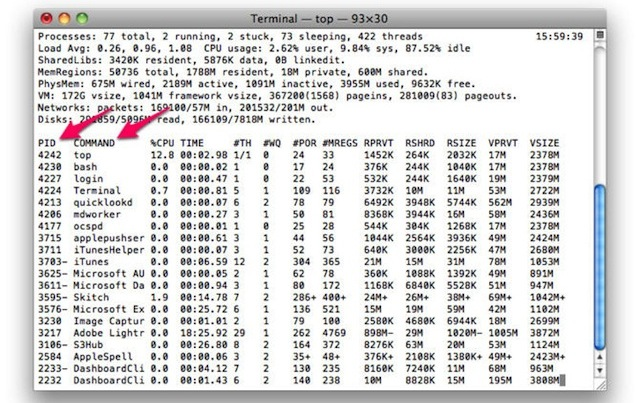 Terminal — top — 93×30
Processes: 77 total, 2 running, 2 stuck, 73 sleeping, 422 threads 15:59:39
Load Avg: 0.26, 0.96, 1.08 CPU usage: 2.62% user, 9.84% sys, 87.52% idle
SharedLibs: 3420K resident, 5876K data, 0B linkedit.
MemRegions: 50736 total, 1788M resident, 18M private, 600M shared.
PhysMem: 675M wired, 2189M active, 1091M inactive, 3955M used, 9632K free.
VM: 172G vsize, 1041M framework vsize, 367200(1568) pageins, 281009(83) pageouts.
Networks: packets: 169100/57M in, 201532/201M out.
Disks: read, 166109/7818M written.
PID COMMAND %CPU TIME #TH #WQ #POR #MREGS RPRVT RSHRD RSIZE VPRVT VSIZE
4242 top 12.8 00:02.98 1/1 0 24 33 1452K 264K 2032K 17M 2378M
4230 bash 0.0 00:00.02 1 0 17 24 376K 244K 1040K 17M 2378M
4227 login 0.0 00:00.47 1 0 22 53 532K 244K 1640K 19M 2379M
4224 Terminal 0.7 00:00.81 5 1 109 116 3732K 10M 11M 53M 2722M
4213 quicklookd 0.0 00:00.07 6 2 78 79 6492K 3948K 5744K 562M 2939M
4206 mdworker 0.0 00:00.27 3 1 50 81 8368K 3944K 16M 58M 2436M
4177 ocspd 0.0 00:00.02 1 0 25 28 544K 304K 1268K 17M 2378M
3715 applepushser 0.0 00:00.61 3 1 44 56 1044K 2564K 3936K 49M 2424M
3711 iTunesHelper 0.0 00:00.07 3 1 52 73 640K 3000K 2256K 47M 2680M
3703- iTunes 0.0 00:06.59 12 2 304 365 21M 15M 31M 78M 1053M
3625- Microsoft AU 0.0 00:00.05 2 1 62 78 360K 1088K 1392K 49M 891M
3611- Microsoft Da 0.0 00:00.94 3 1 80 172 1168K 6840K 5528K 51M 947M
3595- Skitch 1.9 00:14.78 7 2 286+ 400+ 24M+ 26M+ 38M+ 69M+ 1042M+
3576- Microsoft Ex 0.0 00:25.72 6 1 136 521 15M 19M 59M 42M 1102M
3230 Image Captur 0.0 00:01.01 2 1 79 100 2580K 4680K 6944K 18M 2699M
3217 Adobe Lightr 0.0 18:25.92 29 1 262 4769 898M- 29M 1020M- 1005M 3872M
3106- S3Hub 0.0 00:26.80 8 2 164 372 8276K 63M 20M 53M 1124M
2584 AppleSpell 0.0 00:00.06 3 2 35+ 48+ 376K+ 2108K 1380K+ 49M+ 2423M+
2233- DashboardCli 0.0 00:04.12 7 2 130 235 8160K 7240K 11M 68M 963M
2232 DashboardCli 0.0 00:01.43 6 2 140 238 10M 8828K 15M 195M 3808M